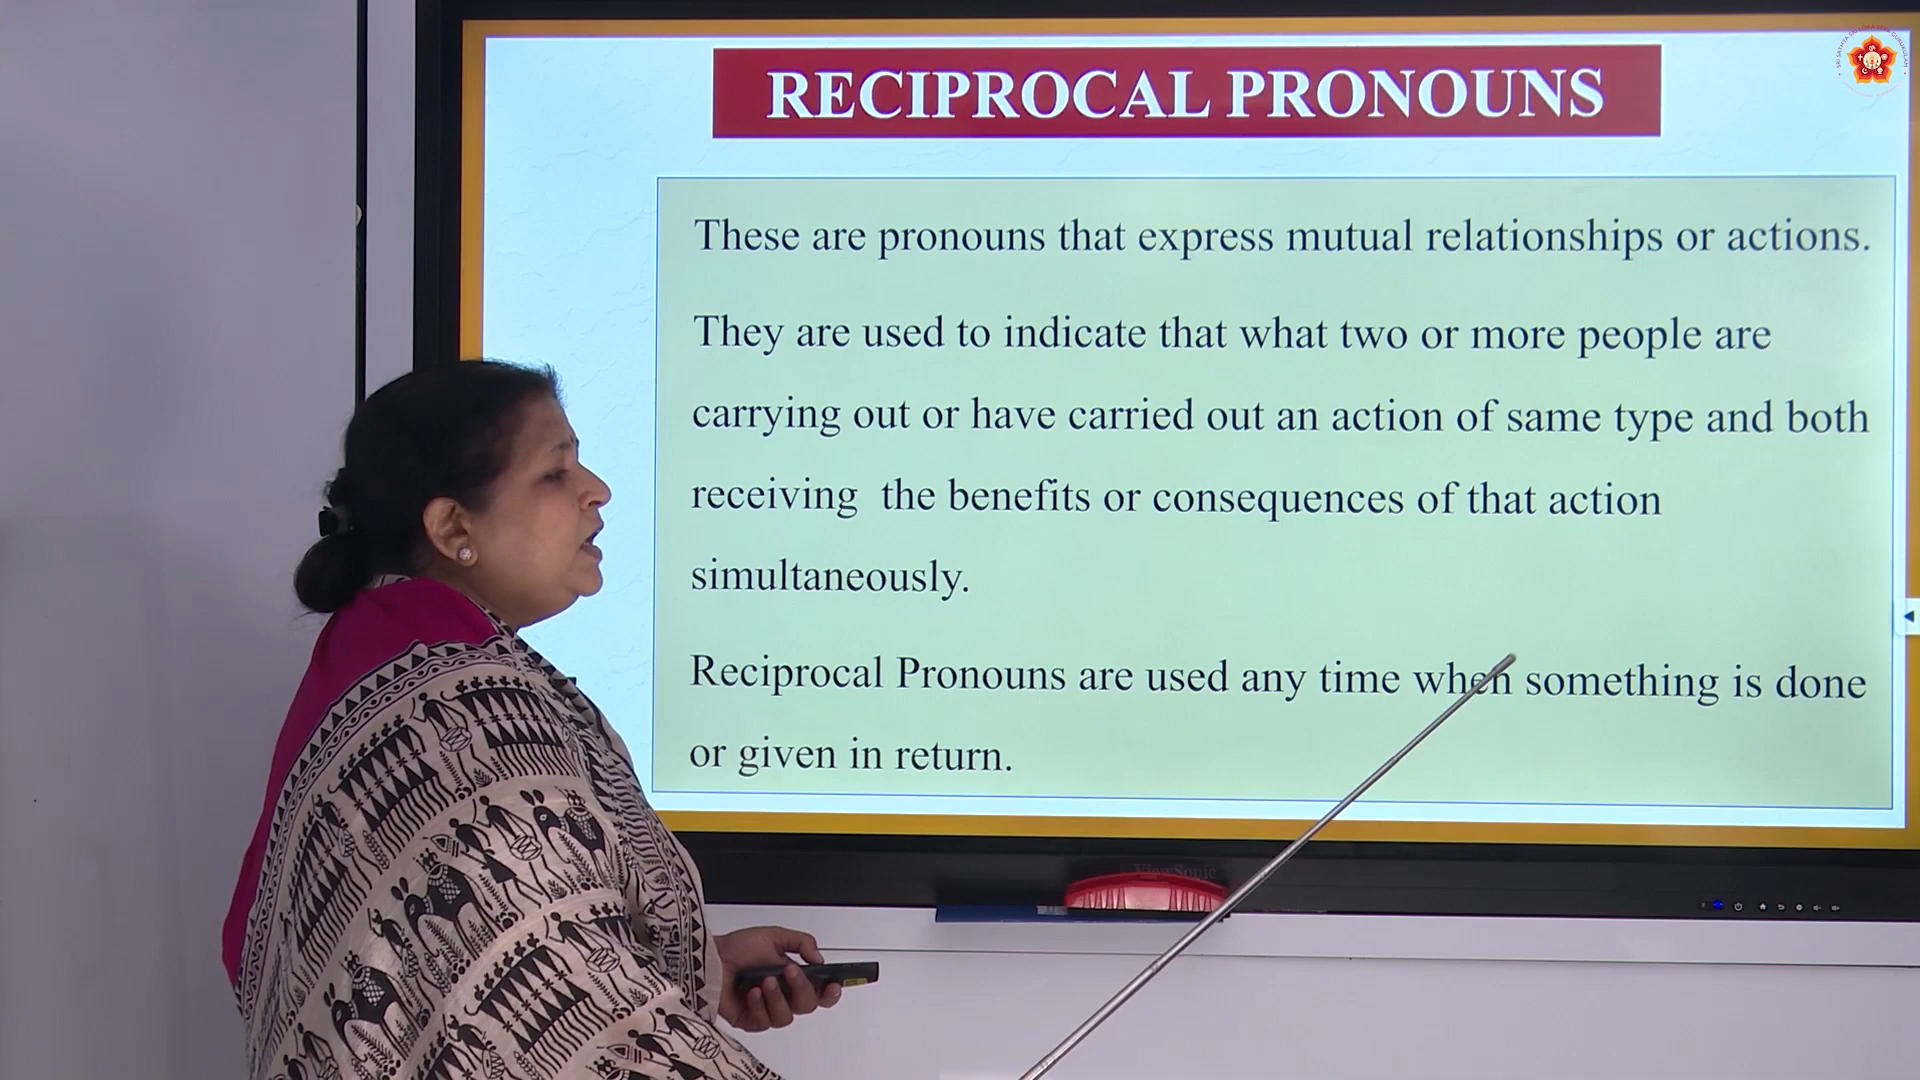 RECIPROCAL PRONOUNS
These are pronouns that express mutual relationships or actions.
They are used to indicate that what two or more people are
carrying out or have carried out an action of same type and both
receiving the benefits or consequences of that action
simultaneously.
Reciprocal Pronouns are used any time when something is done
or given in return.
ViewSonic